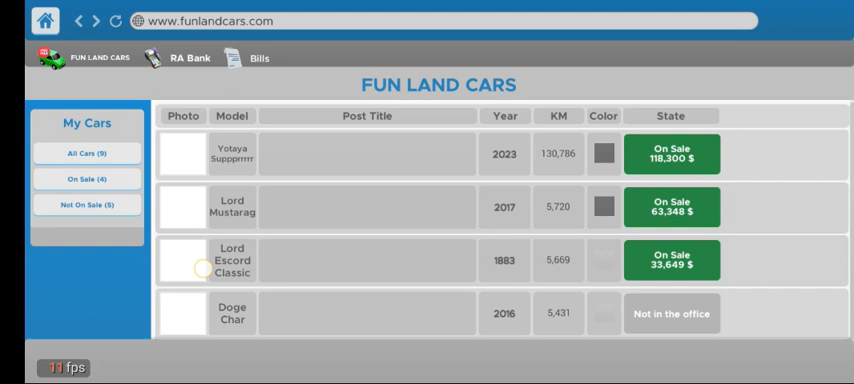 www.funlandcars.com
FUN LAND CARS RA Bank Bills
FUN LAND CARS
My Cars
All Cars (9)
On Sale (4)
Not On Sale (5)
Photo Model Post Title Year KM Color State
Yotaya
Supppprrrrr
2023 130,786
On Sale
118,300 $
Lord
Mustarag
2017 5,720
On Sale
63,348 $
Lord
Escord
Classic
1883 5,669
On Sale
33,649 $
Doge
Char
2016 5,431 Not in the office
11 fps